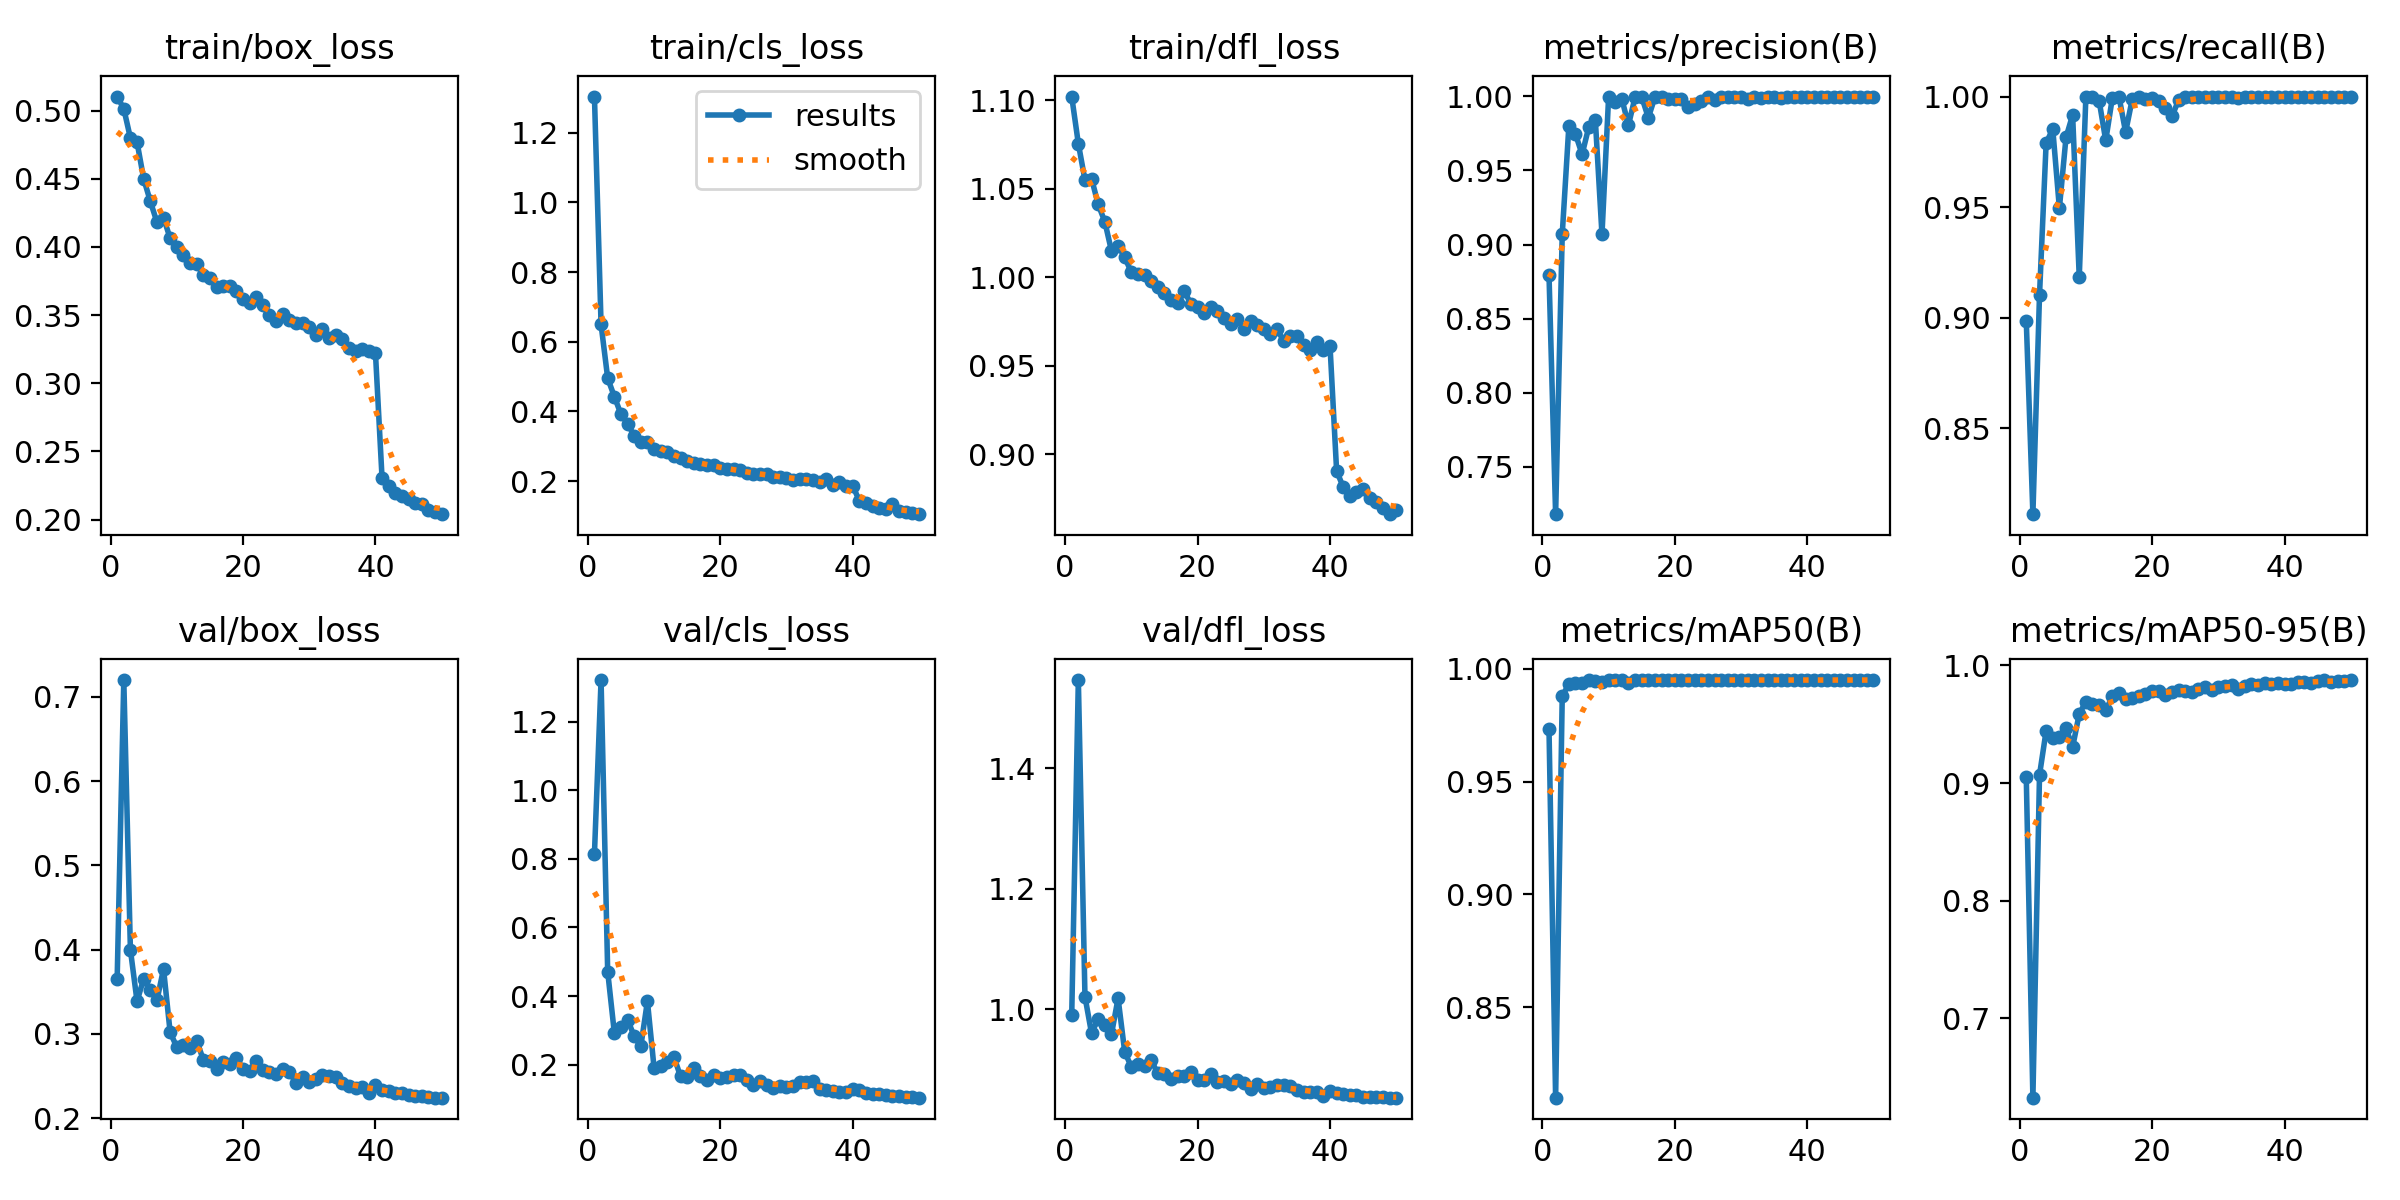 train/box_loss
0.50
0.45
0.40
0.35
0.30
0.25
0.20
0 20 40
train/cls_loss
results
smooth
1.2
1.0
0.8
0.6
0.4
0.2
0 20 40
train/dfl_loss
1.10
1.05
1.00
0.95
0.90
0 20 40
metrics/precision(B)
1.00
0.95
0.90
0.85
0.80
0.75
0 20 40
metrics/recall(B)
1.00
0.95
0.90
0.85
0 20 40
val/box_loss
0.7
0.6
0.5
0.4
0.3
0.2
0 20 40
val/cls_loss
1.2
1.0
0.8
0.6
0.4
0.2
0 20 40
val/dfl_loss
1.4
1.2
1.0
0 20 40
metrics/mAP50(B)
1.00
0.95
0.90
0.85
0 20 40
metrics/mAP50-95(B)
1.0
0.9
0.8
0.7
0 20 40